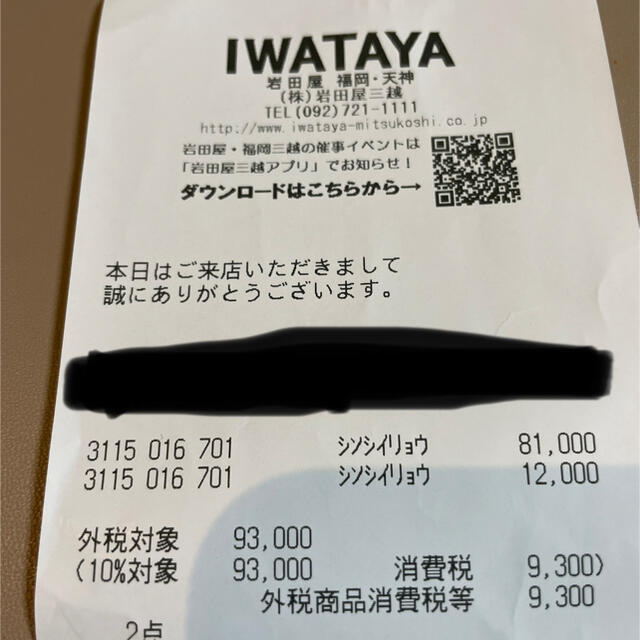 IWATAYA
岩田屋 福岡・天神
(株)岩田屋三越
TEL(092)721-1111
http://www.iwataya-mitsukoshi.co.jp
岩田屋・福岡三越の催事イベントは
「岩田屋三越アプリ」でお知らせ!
ダウンロードはこちらから→
本日はご来店いただきまして
誠にありがとうございます。
3115 016 701 シンシイリョウ 81,000
3115 016 701 シンシイリョウ 12,000
外税対象 93,000
(10%対象 93,000 消費税 9,300)
外税商品消費税等 9,300
2点